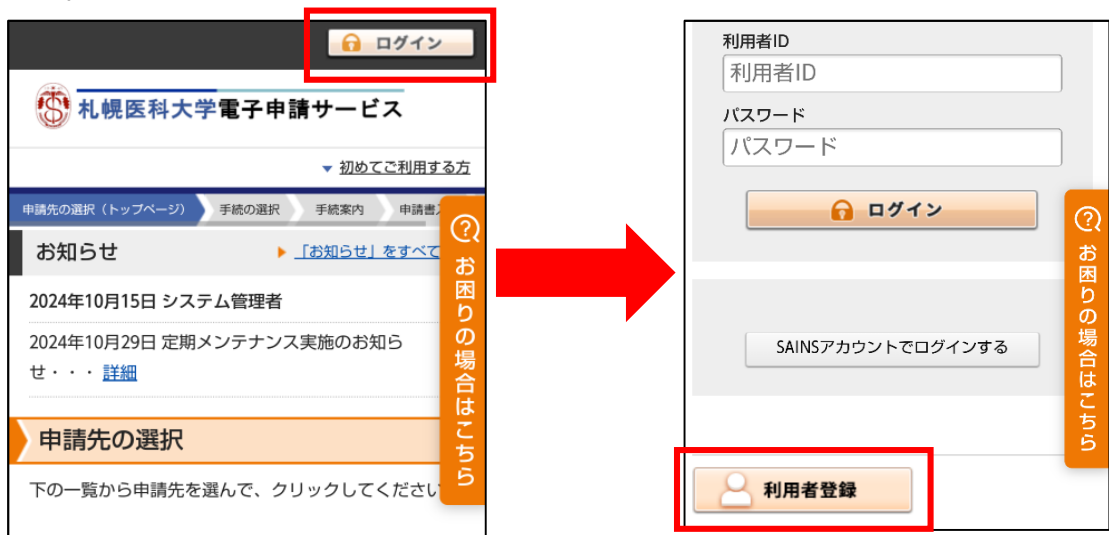 ログイン
札幌医科大学電子申請サービス
▼ 初めてご利用する方
申請先の選択（トップページ） 手続の選択 手続案内 申請書
お知らせ ▶ 「お知らせ」をすべて
2024年10月15日 システム管理者
2024年10月29日 定期メンテナンス実施のお知ら
せ・・・ 詳細
申請先の選択
下の一覧から申請先を選んで、クリックしてください
お困りの場合はこちら
利用者ID
利用者ID
パスワード
パスワード
ログイン
SAINSアカウントでログインする
利用者登録
お困りの場合はこちら